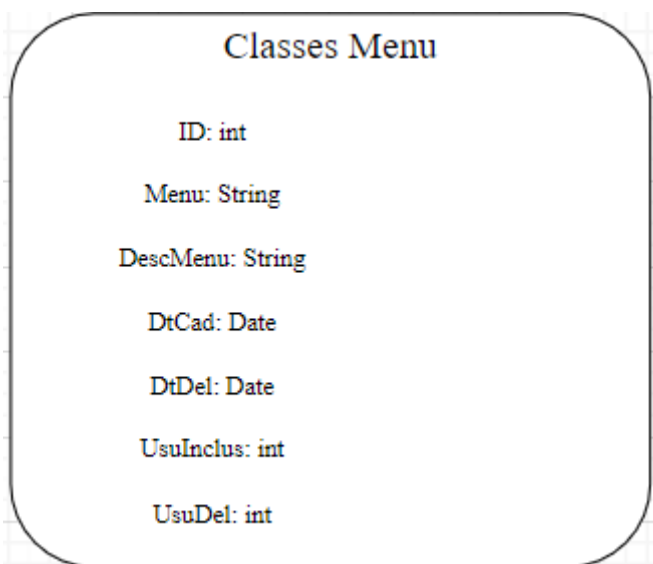 Classes Menu
ID: int
Menu: String
DescMenu: String
DtCad: Date
DtDel: Date
UsuInclus: int
UsuDel: int